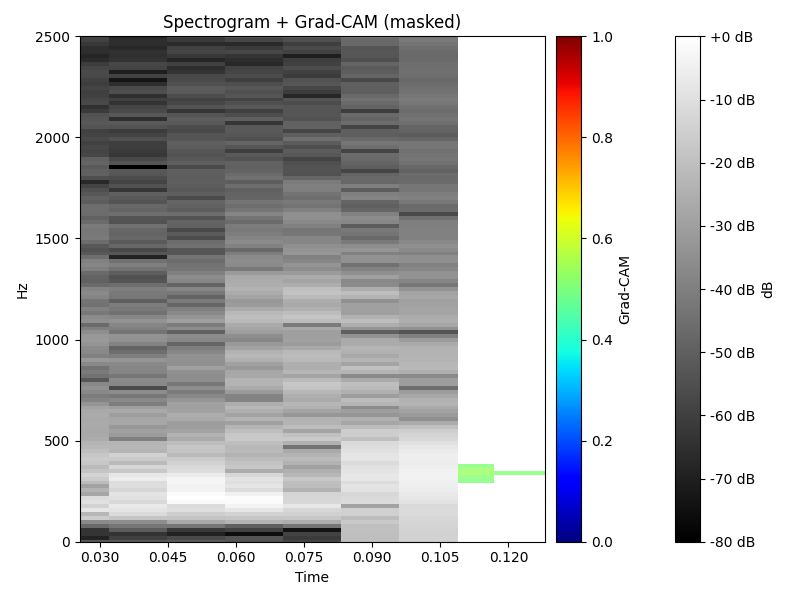 Spectrogram + Grad-CAM (masked)
2500
2000
1500
1000
500
0
Hz
0.030 0.045 0.060 0.075 0.090 0.105 0.120
Time
1.0
0.8
0.6
0.4
0.2
0.0
Grad-CAM
+0 dB
-10 dB
-20 dB
-30 dB
-40 dB
-50 dB
-60 dB
-70 dB
-80 dB
dB